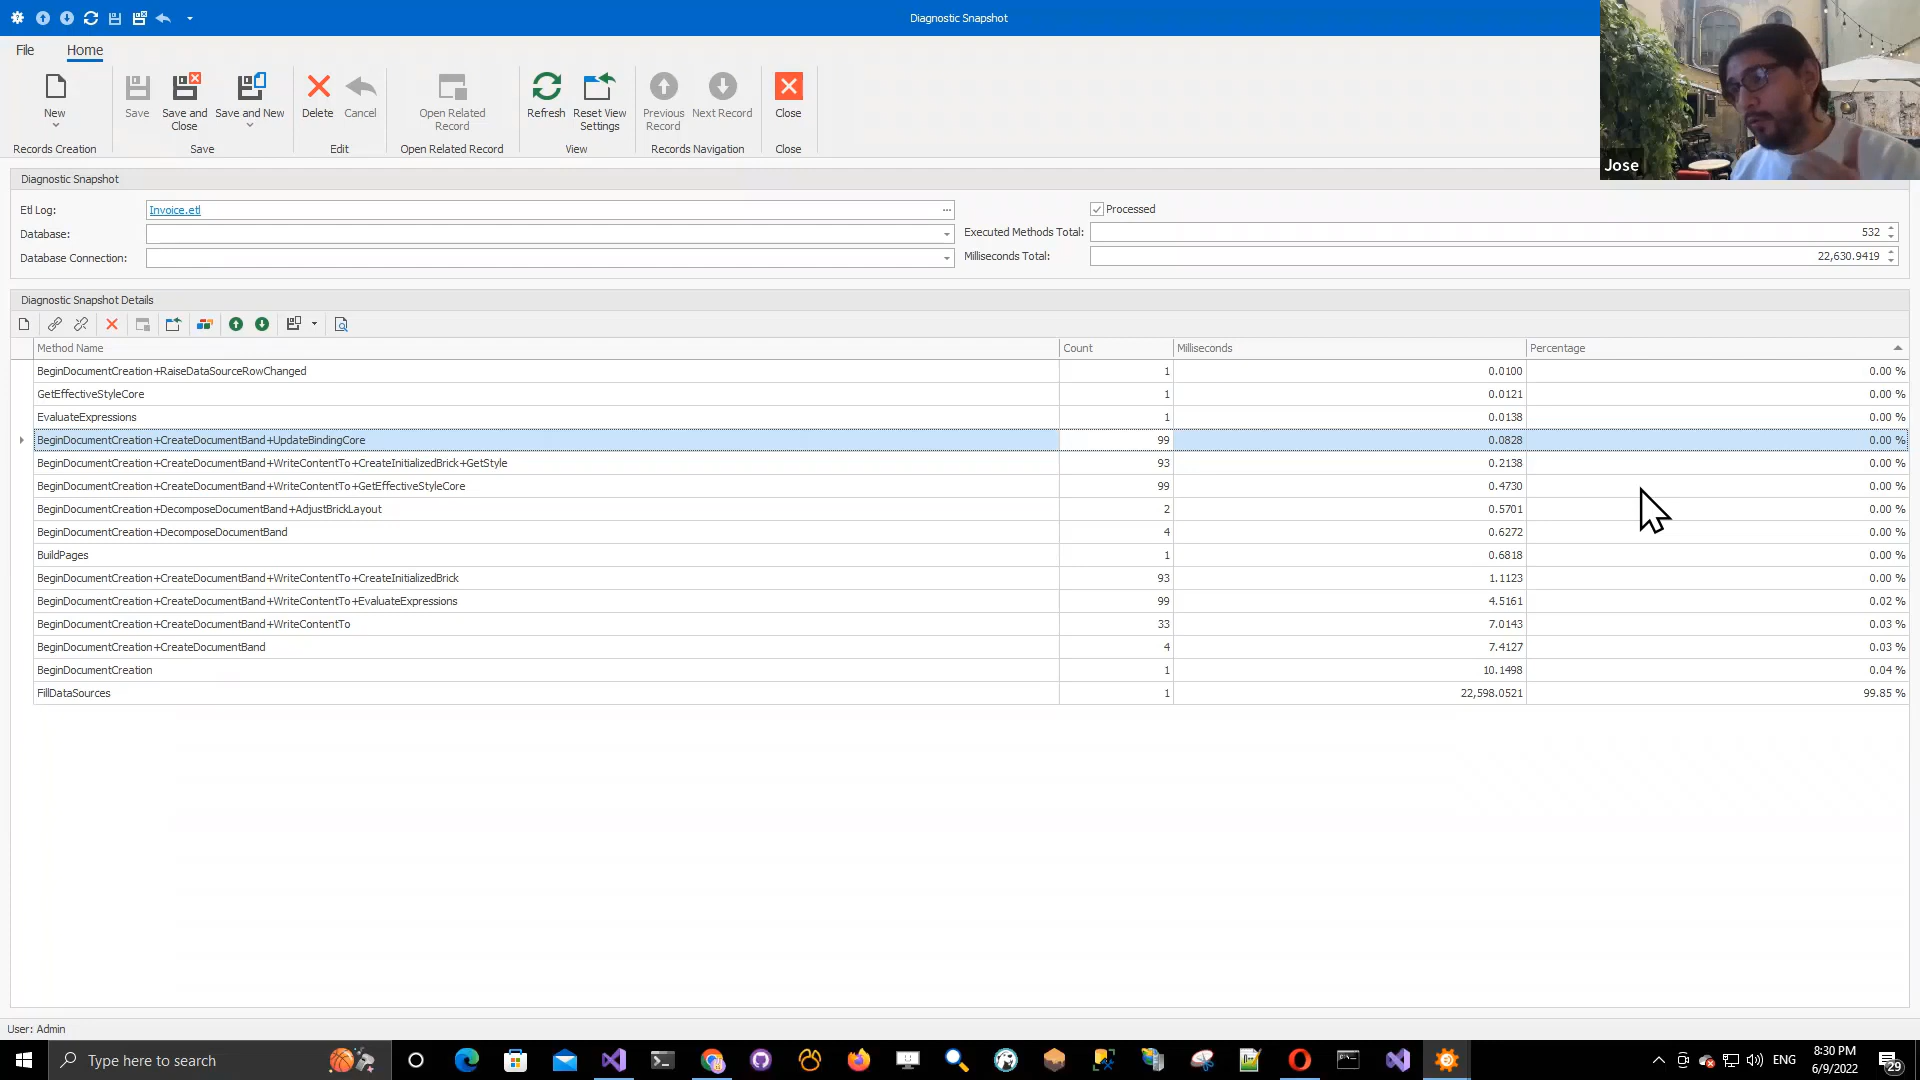 Diagnostic Snapshot
File Home
New
Save
Save and Close
Save and New
Delete
Cancel
Open Related Record
Refresh
Reset View Settings
Previous Record
Next Record
Close
Records Creation
Save
Edit
Open Related Record
View
Records Navigation
Close
Jose
Diagnostic Snapshot
Etl Log: Invoice.etl
Processed
Database:
Executed Methods Total: 532
Database Connection:
Milliseconds Total: 22,630.9419
Diagnostic Snapshot Details
Method Name Count Milliseconds Percentage
BeginDocumentCreation+RaiseDataSourceRowChanged 1 0.0100 0.00 %
GetEffectiveStyleCore 1 0.0121 0.00 %
EvaluateExpressions 1 0.0138 0.00 %
BeginDocumentCreation+CreateDocumentBand+UpdateBindingCore 99 0.0828 0.00 %
BeginDocumentCreation+CreateDocumentBand+WriteContentTo+CreateInitializedBrick+GetStyle 93 0.2138 0.00 %
BeginDocumentCreation+CreateDocumentBand+WriteContentTo+GetEffectiveStyleCore 99 0.4730 0.00 %
BeginDocumentCreation+DecomposeDocumentBand+AdjustBrickLayout 2 0.5701 0.00 %
BeginDocumentCreation+DecomposeDocumentBand 4 0.6272 0.00 %
BuildPages 1 0.6818 0.00 %
BeginDocumentCreation+CreateDocumentBand+WriteContentTo+CreateInitializedBrick 93 1.1123 0.00 %
BeginDocumentCreation+CreateDocumentBand+WriteContentTo+EvaluateExpressions 99 4.5161 0.02 %
BeginDocumentCreation+CreateDocumentBand+WriteContentTo 33 7.0143 0.03 %
BeginDocumentCreation+CreateDocumentBand 4 7.4127 0.03 %
BeginDocumentCreation 1 10.1498 0.04 %
FillDataSources 1 22,598.0521 99.85 %
User: Admin
Type here to search
ENG
8:30 PM
6/9/2022
29